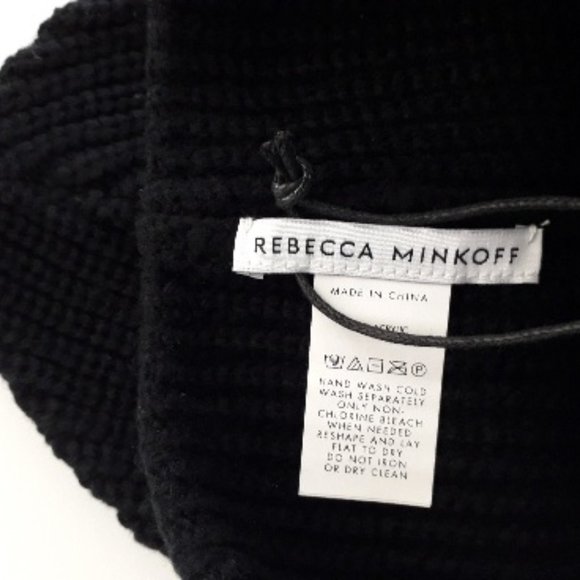 REBECCA MINKOFF
MADE IN CHINA
HAND WASH COLD
WASH SEPARATELY
ONLY NON-
CHLORINE BLEACH
WHEN NEEDED
RESHAPE AND LAY
FLAT TO DRY
DO NOT IRON
OR DRY CLEAN